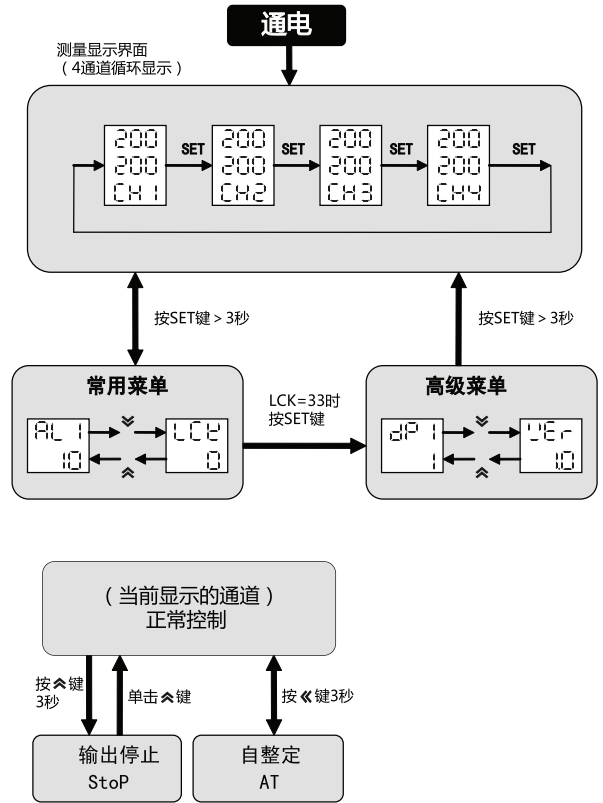 通电
测量显示界面
（4通道循环显示）
200 200 200 200
SET SET SET SET
200 200 200 200
CH1 CH2 CH3 CH4
按SET键＞3秒
按SET键＞3秒
常用菜单
AL1 LCK
10 0
LCK=33时
按SET键
高级菜单
dP1 VEr
1 1.0
（当前显示的通道）
正常控制
按键
3秒
单击键
按键3秒
输出停止
StoP
自整定
AT